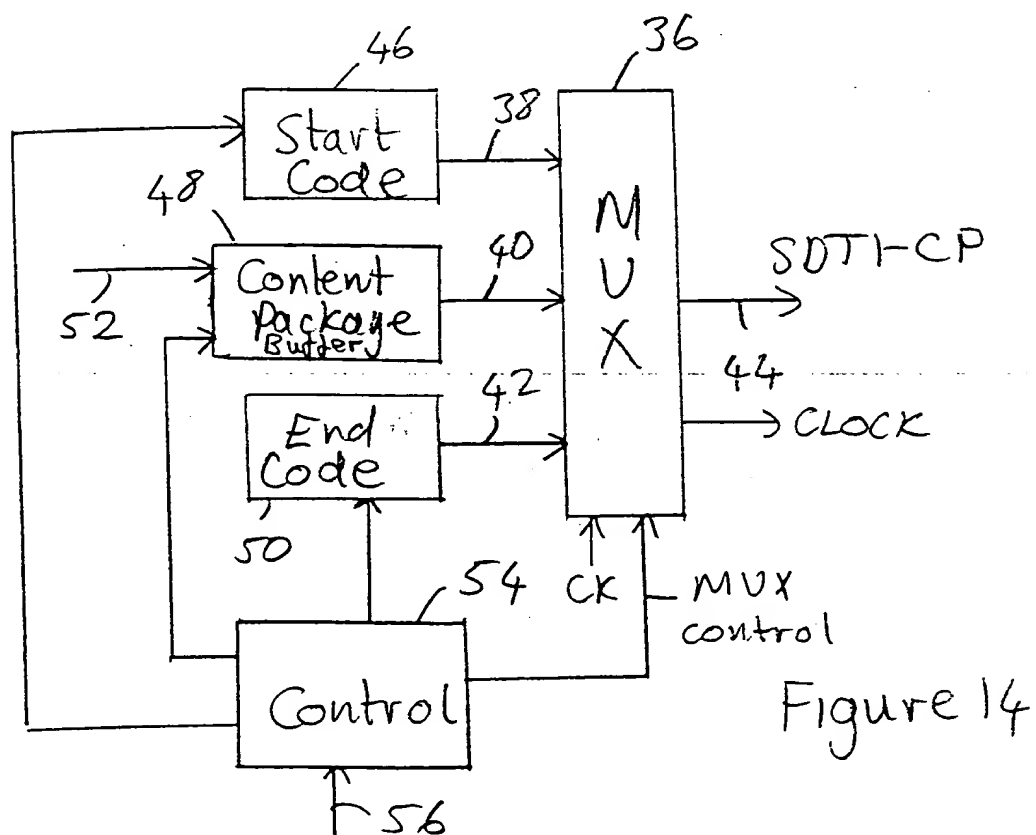 46
36
Start
Code
38
48
MUX
Content
Package
Buffer
40
SDTI-CP
52
44
42
CLOCK
End
Code
50
54
CK
MUX
control
Control
Figure 14
56